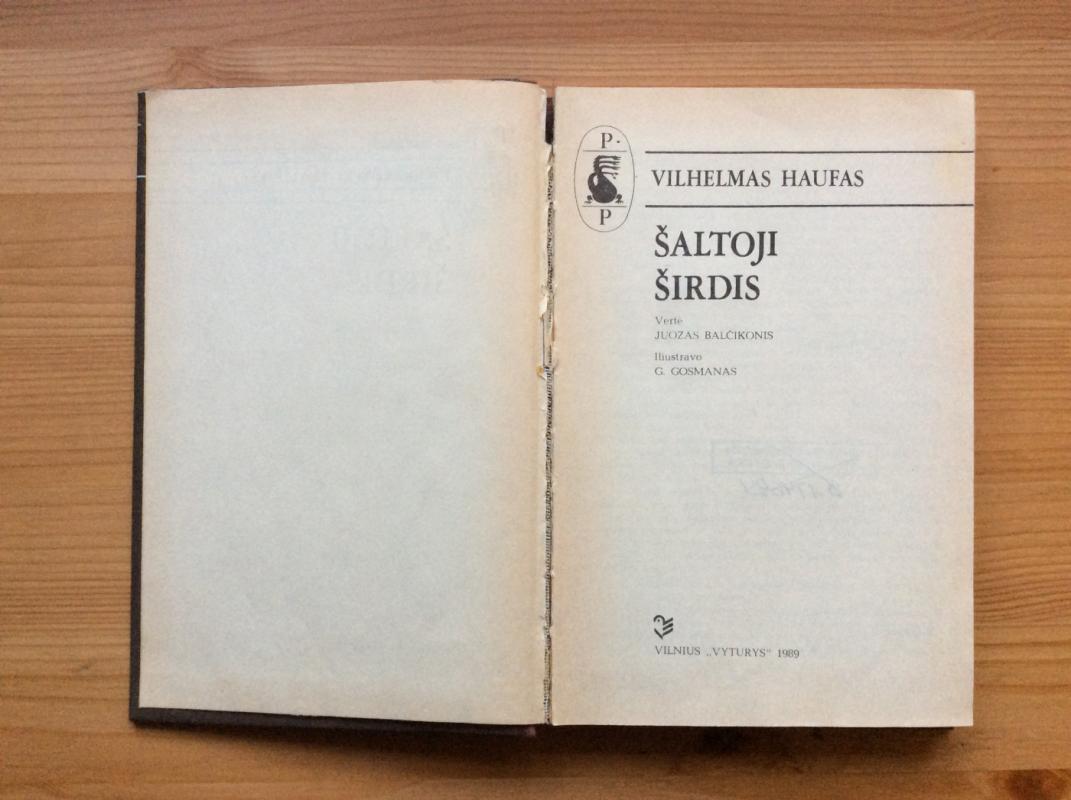 P.
P
VILHELMAS HAUFAS
ŠALTOJI
ŠIRDIS
Vertė
JUOZAS BALČIKONIS
Iliustravo
G. GOSMANAS
VILNIUS „VYTURYS“ 1989